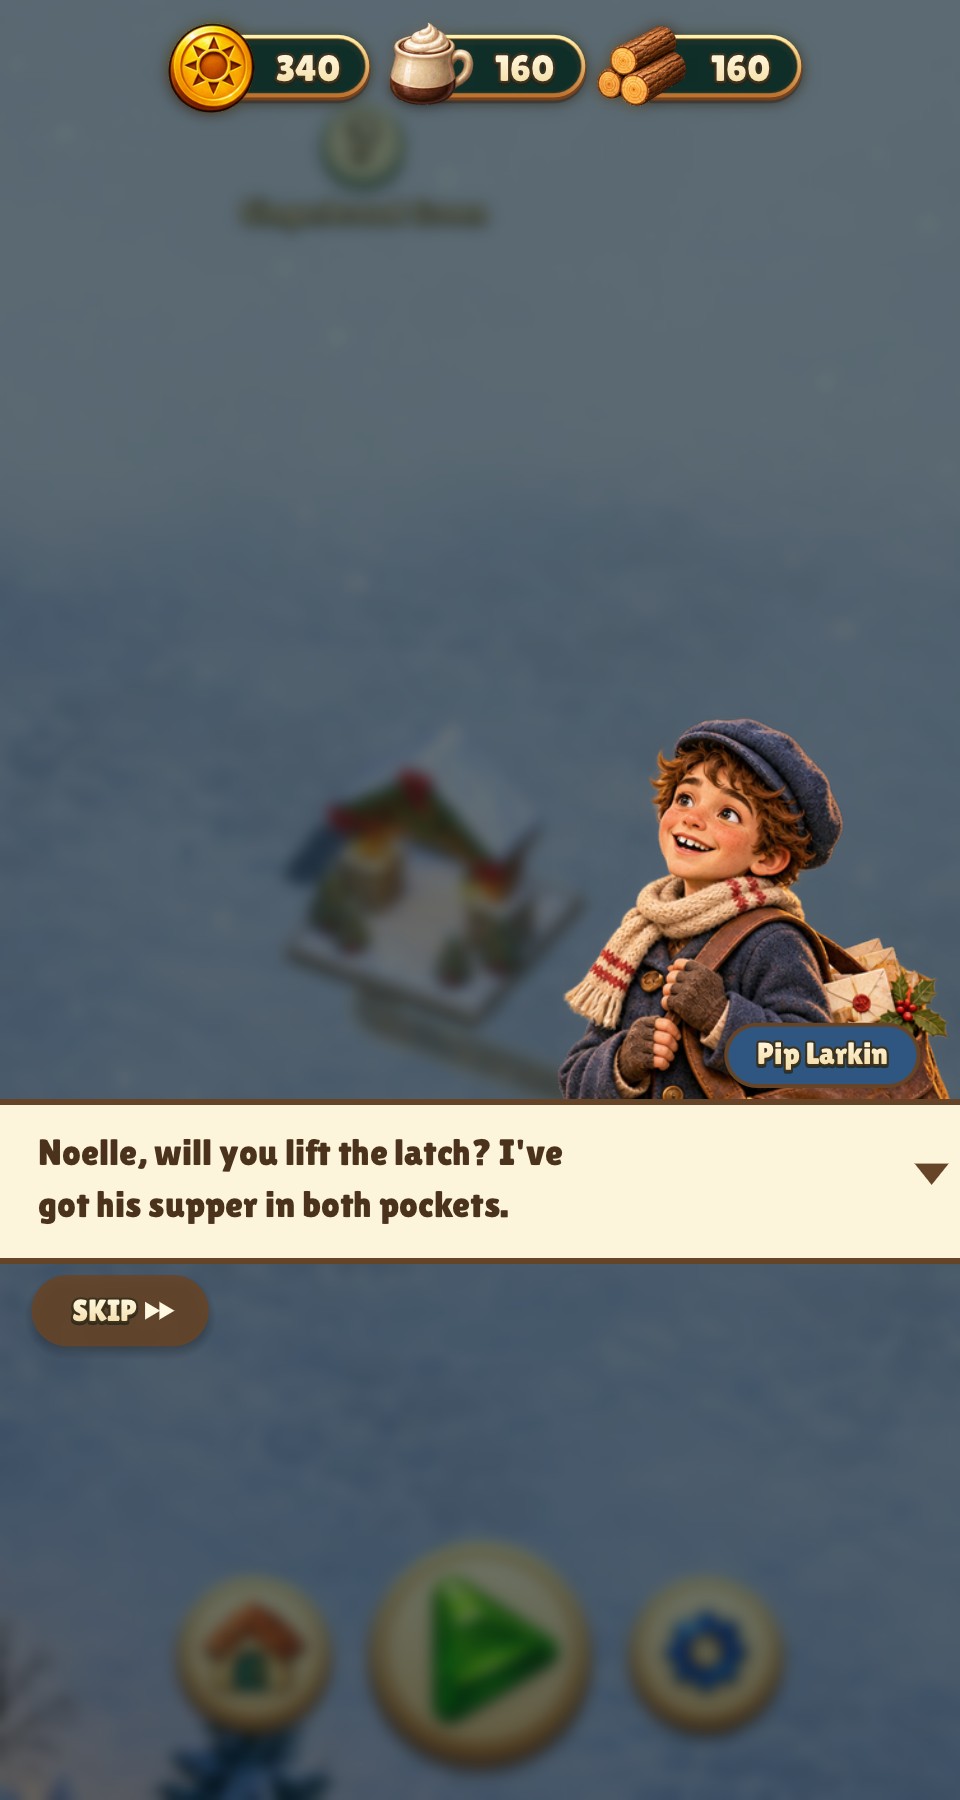 340
160
160
Pip Larkin
Noelle, will you lift the latch? I've
got his supper in both pockets.
SKIP